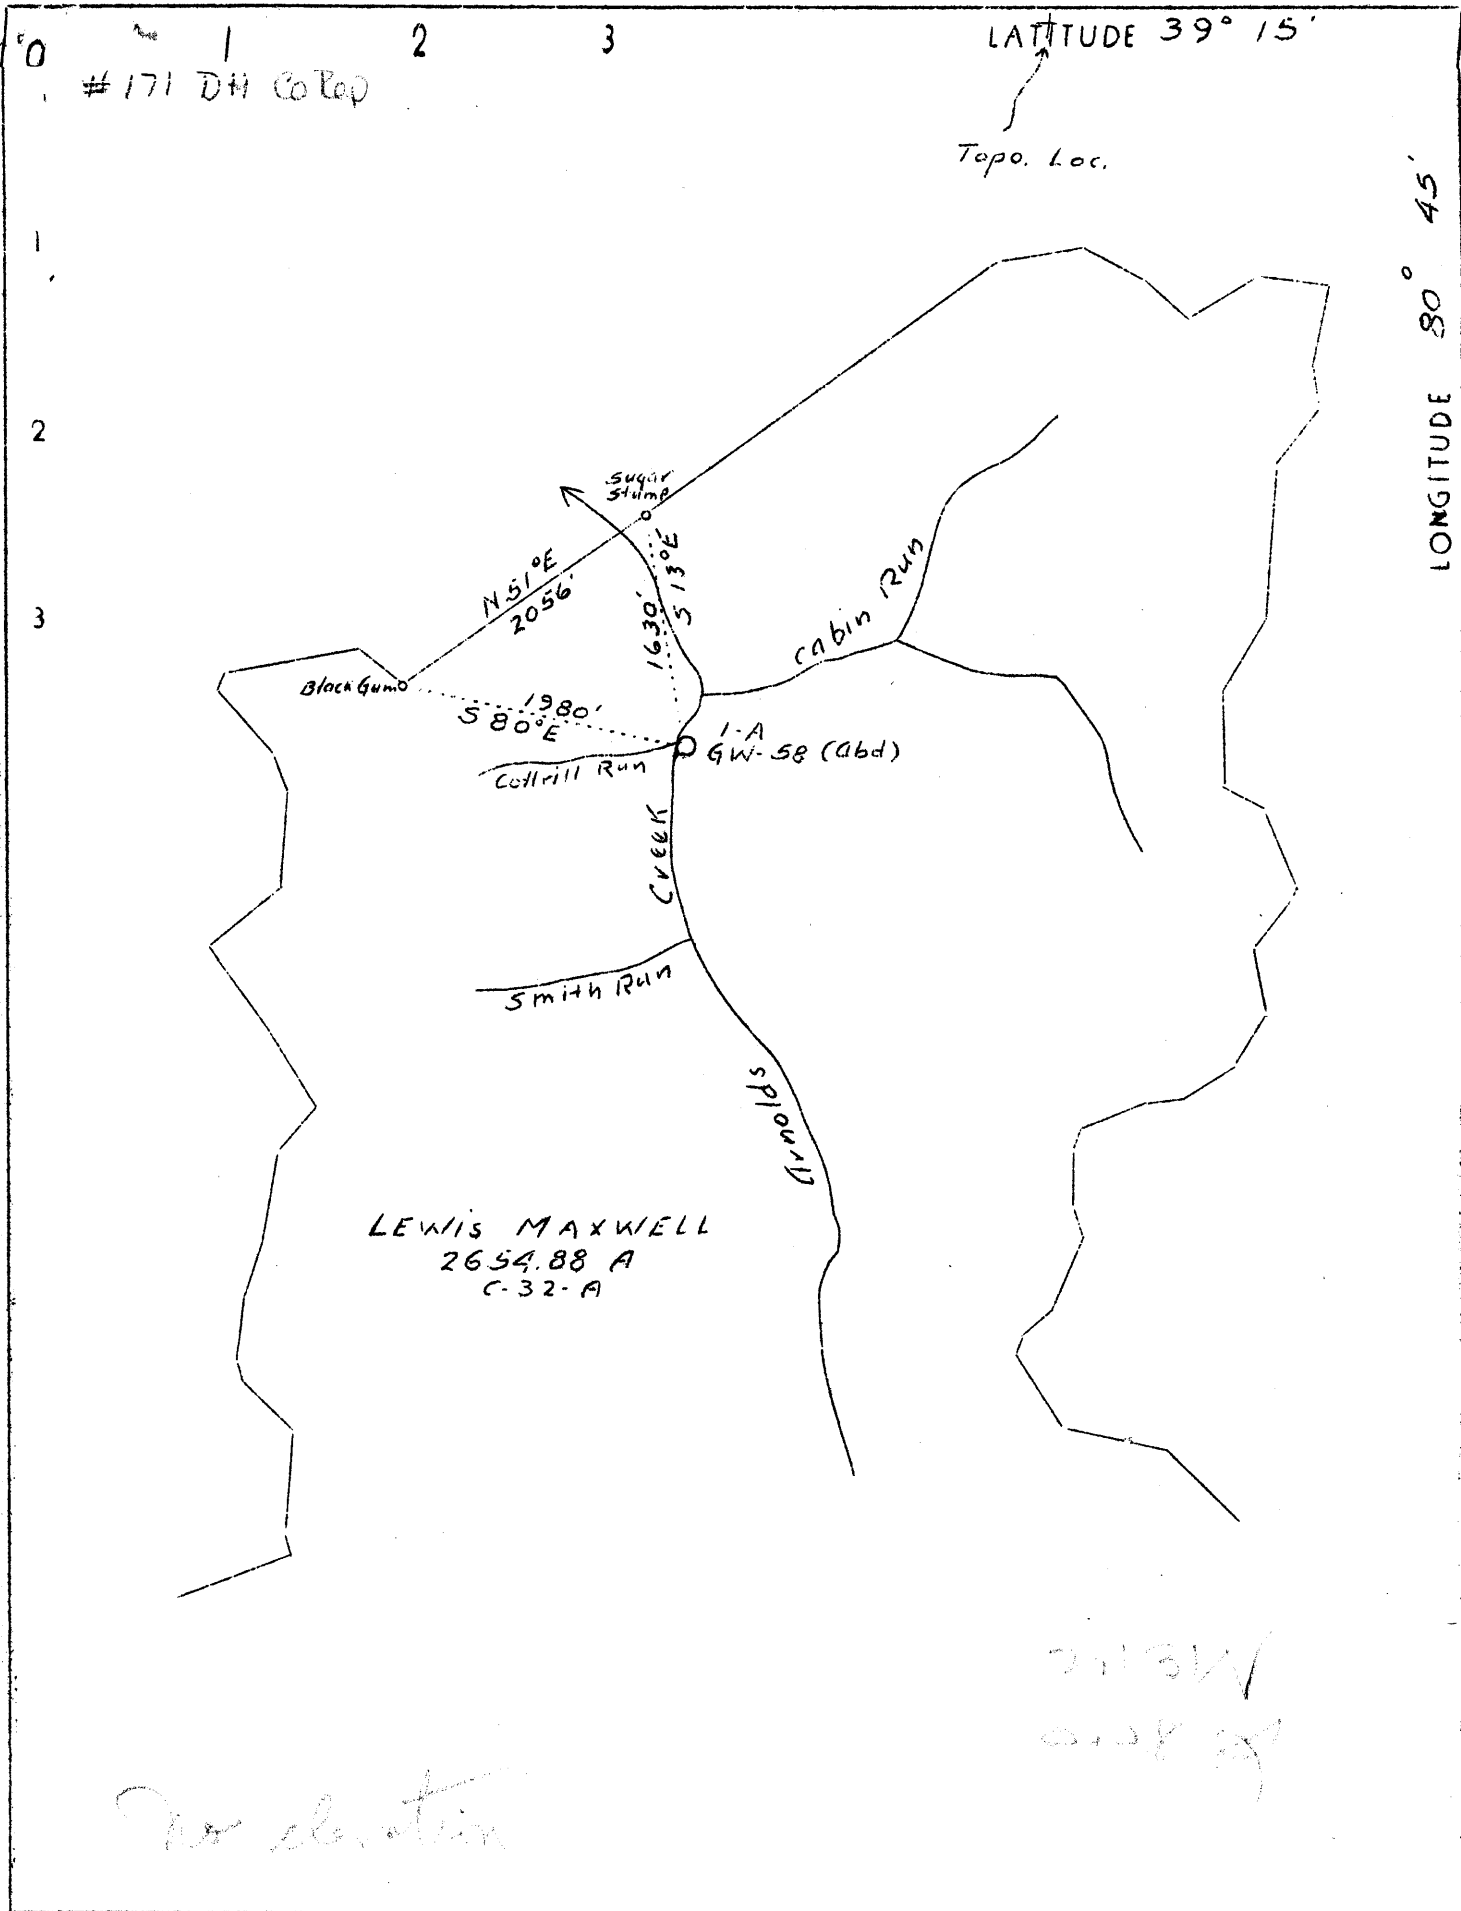 0 1 2 3 LATITUDE 39° 15'
#171 DH Co Rep
Topo. Loc.
LONGITUDE 80° 45'
1
2
3
Sugar
Stump
N 51°E
2056'
S 13°E
1630'
Cabin Run
Black Gum
1980'
S 80°E
1-A
GW-58 (Abd)
Cottrill Run
Creek
Smith Run
Arnolds
LEWIS MAXWELL
2654.88 A
C-32-A
No elevation